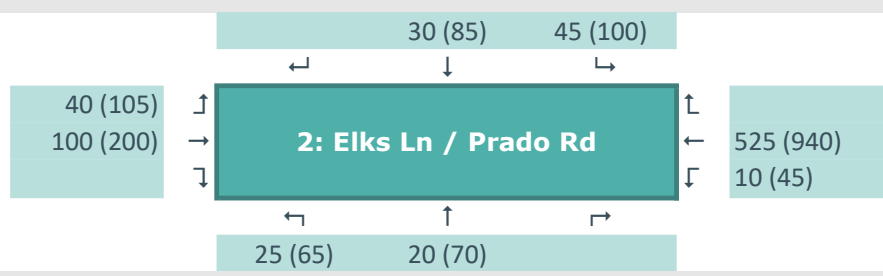 30 (85) 45 (100)
↵ ↓ ↳
40 (105) ↑
100 (200) → 2: Elks Ln / Prado Rd ← 525 (940)
↴ 10 (45)
↰ ↑ ↱
25 (65) 20 (70)